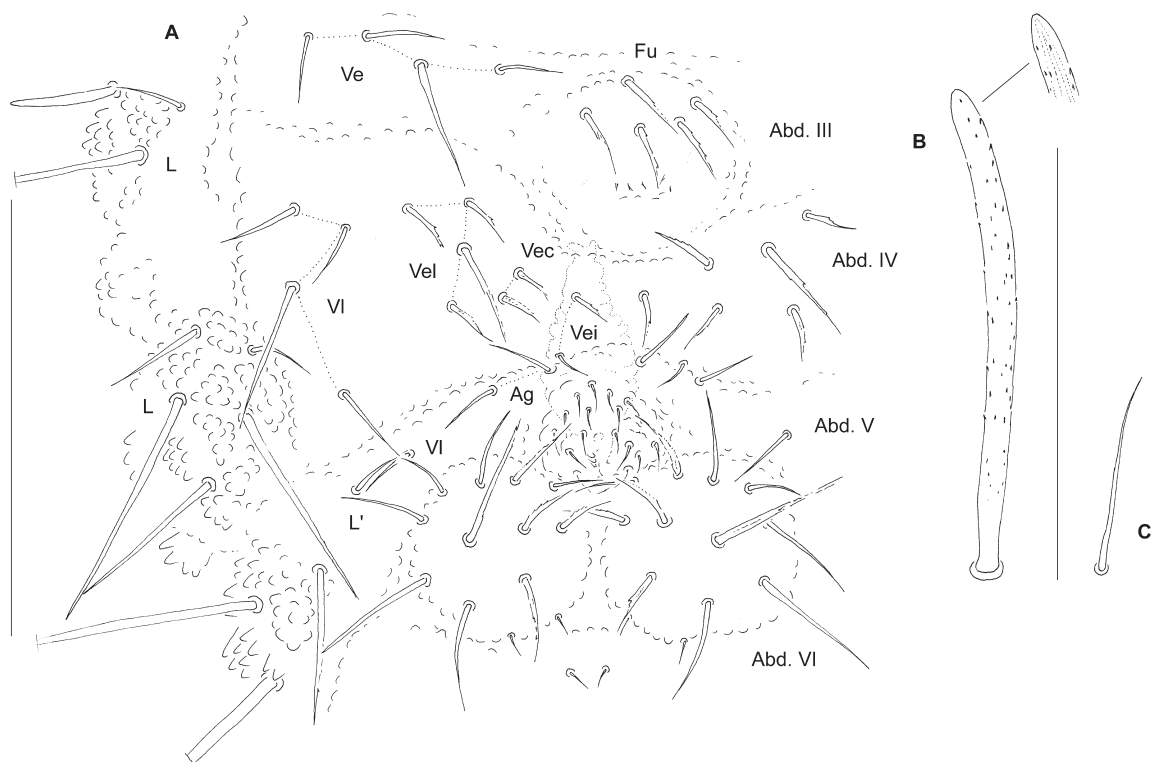 A
Fu
Ve
Abd. III
B
L
Vec
Abd. IV
Vel
Vl
Vei
Ag
L
Abd. V
Vl
L'
C
Abd. VI